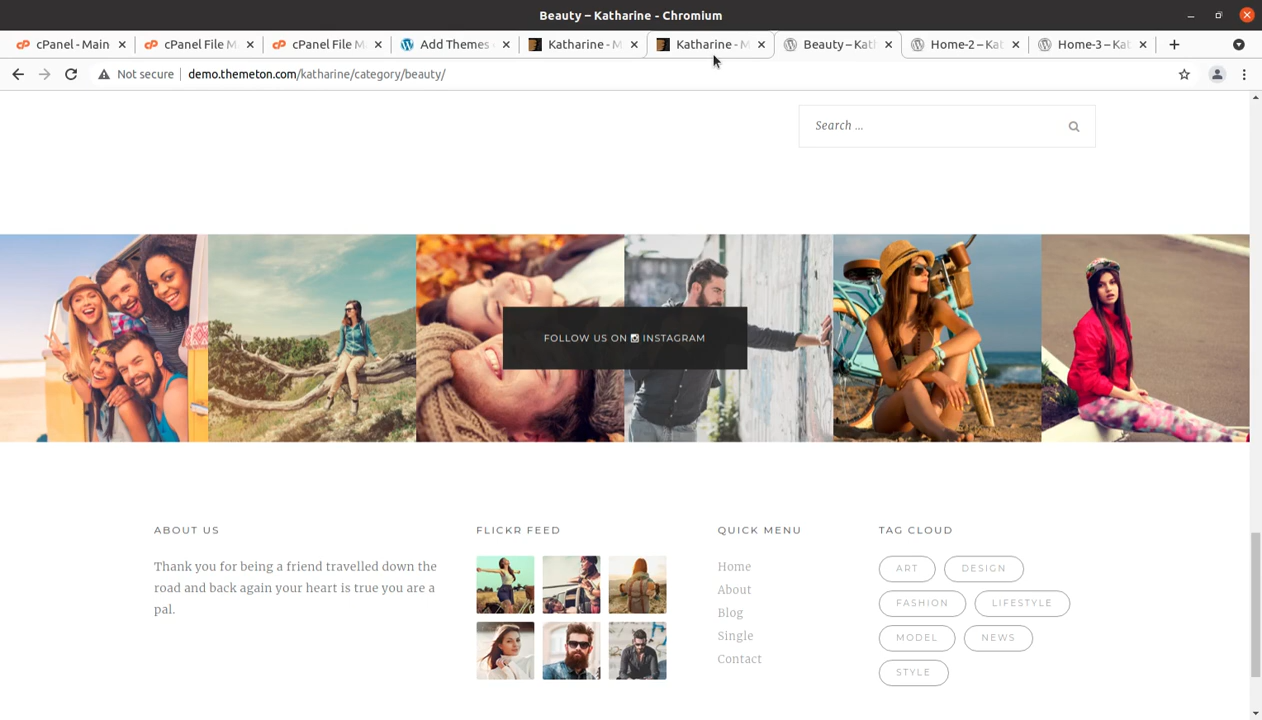 Beauty – Katharine - Chromium
cPanel - Main
cPanel File M
cPanel File M
Add Themes
Katharine - M
Katharine - M
Beauty – Kat
Home-2 – Kat
Home-3 – Kat
Not secure
demo.themeton.com/katharine/category/beauty/
Search ...
FOLLOW US ON INSTAGRAM
ABOUT US
Thank you for being a friend travelled down the
road and back again your heart is true you are a
pal.
FLICKR FEED
QUICK MENU
Home
About
Blog
Single
Contact
TAG CLOUD
ART
DESIGN
FASHION
LIFESTYLE
MODEL
NEWS
STYLE